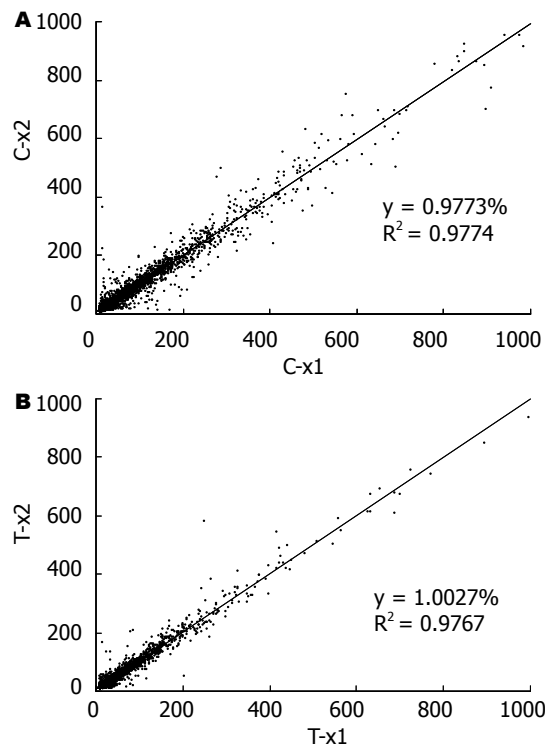 A
1000
800
600
400
200
0
C-x2
y = 0.9773%
R² = 0.9774
0 200 400 600 800 1000
C-x1
B
1000
800
600
400
200
0
T-x2
y = 1.0027%
R² = 0.9767
0 200 400 600 800 1000
T-x1